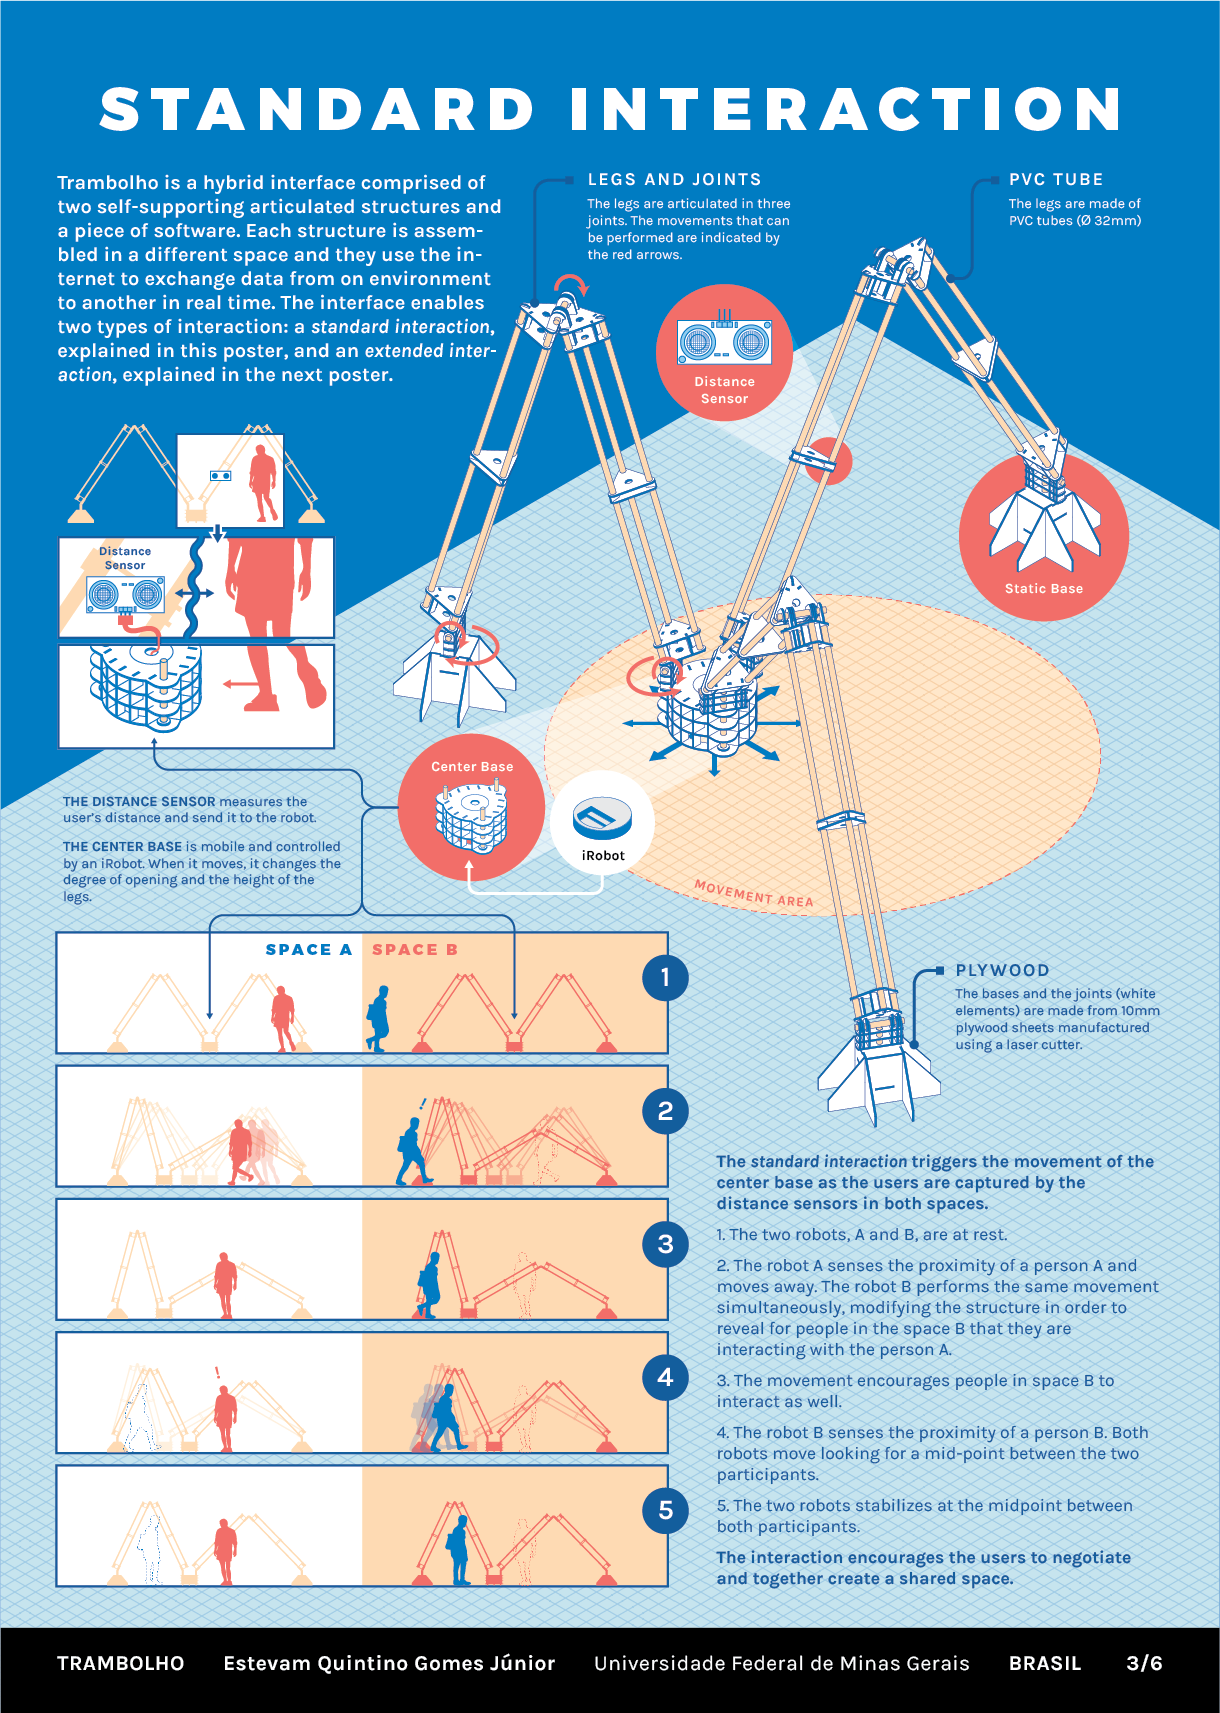 STANDARD INTERACTION
Trambolho is a hybrid interface comprised of
two self-supporting articulated structures and
a piece of software. Each structure is assem-
bled in a different space and they use the in-
ternet to exchange data from on environment
to another in real time. The interface enables
two types of interaction: a standard interaction,
explained in this poster, and an extended inter-
action, explained in the next poster.
LEGS AND JOINTS
The legs are articulated in three
joints. The movements that can
be performed are indicated by
the red arrows.
PVC TUBE
The legs are made of
PVC tubes (Ø 32mm)
Distance
Sensor
Static Base
Distance
Sensor
Center Base
iRobot
MOVEMENT AREA
THE DISTANCE SENSOR measures the
user's distance and send it to the robot.
THE CENTER BASE is mobile and controlled
by an iRobot. When it moves, it changes the
degree of opening and the height of the
legs.
SPACE A
SPACE B
1
!
2
3
!
4
5
PLYWOOD
The bases and the joints (white
elements) are made from 10mm
plywood sheets manufactured
using a laser cutter.
The standard interaction triggers the movement of the
center base as the users are captured by the
distance sensors in both spaces.
1. The two robots, A and B, are at rest.
2. The robot A senses the proximity of a person A and
moves away. The robot B performs the same movement
simultaneously, modifying the structure in order to
reveal for people in the space B that they are
interacting with the person A.
3. The movement encourages people in space B to
interact as well.
4. The robot B senses the proximity of a person B. Both
robots move looking for a mid-point between the two
participants.
5. The two robots stabilizes at the midpoint between
both participants.
The interaction encourages the users to negotiate
and together create a shared space.
TRAMBOLHO Estevam Quintino Gomes Júnior Universidade Federal de Minas Gerais BRASIL 3/6